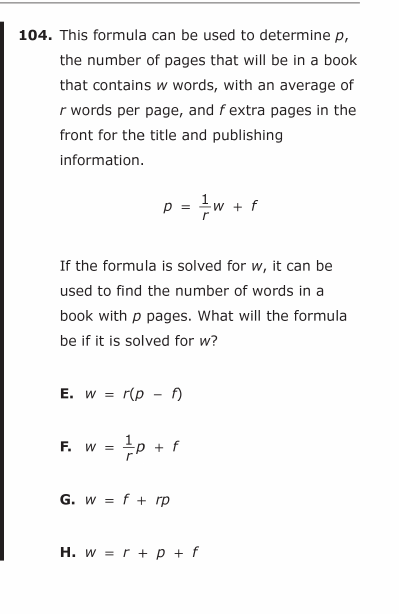 104. This formula can be used to determine p,
the number of pages that will be in a book
that contains w words, with an average of
r words per page, and f extra pages in the
front for the title and publishing
information.
p = 1/r w + f
If the formula is solved for w, it can be
used to find the number of words in a
book with p pages. What will the formula
be if it is solved for w?
E. w = r(p − f)
F. w = 1/r p + f
G. w = f + rp
H. w = r + p + f